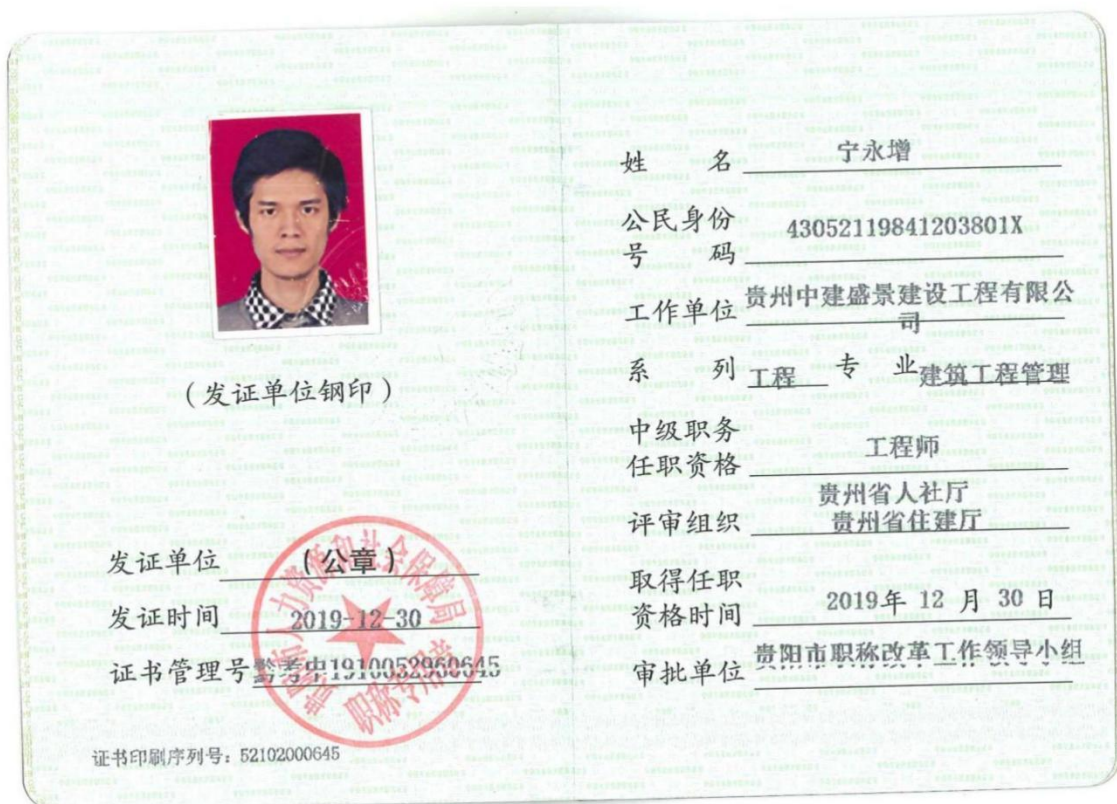 (发证单位钢印)
发证单位 (公章)
发证时间 2019-12-30
证书管理号 黔考中1910052960645
证书印刷序列号: 52102000645
姓 名 宁永增
公民身份
号 码 43052119841203801X
工作单位 贵州中建盛景建设工程有限公
司
系 列 工程 专 业 建筑工程管理
中级职务
任职资格 工程师
贵州省人社厅
评审组织 贵州省住建厅
取得任职
资格时间 2019年 12 月 30 日
审批单位 贵阳市职称改革工作领导小组